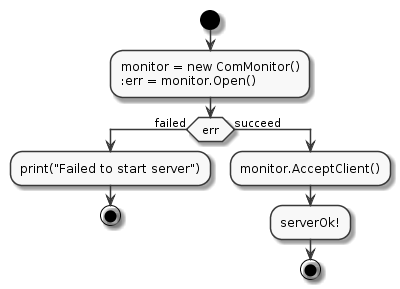 monitor = new ComMonitor()
:err = monitor.Open()
failed
err
succeed
print("Failed to start server")
monitor.AcceptClient()
serverOk!